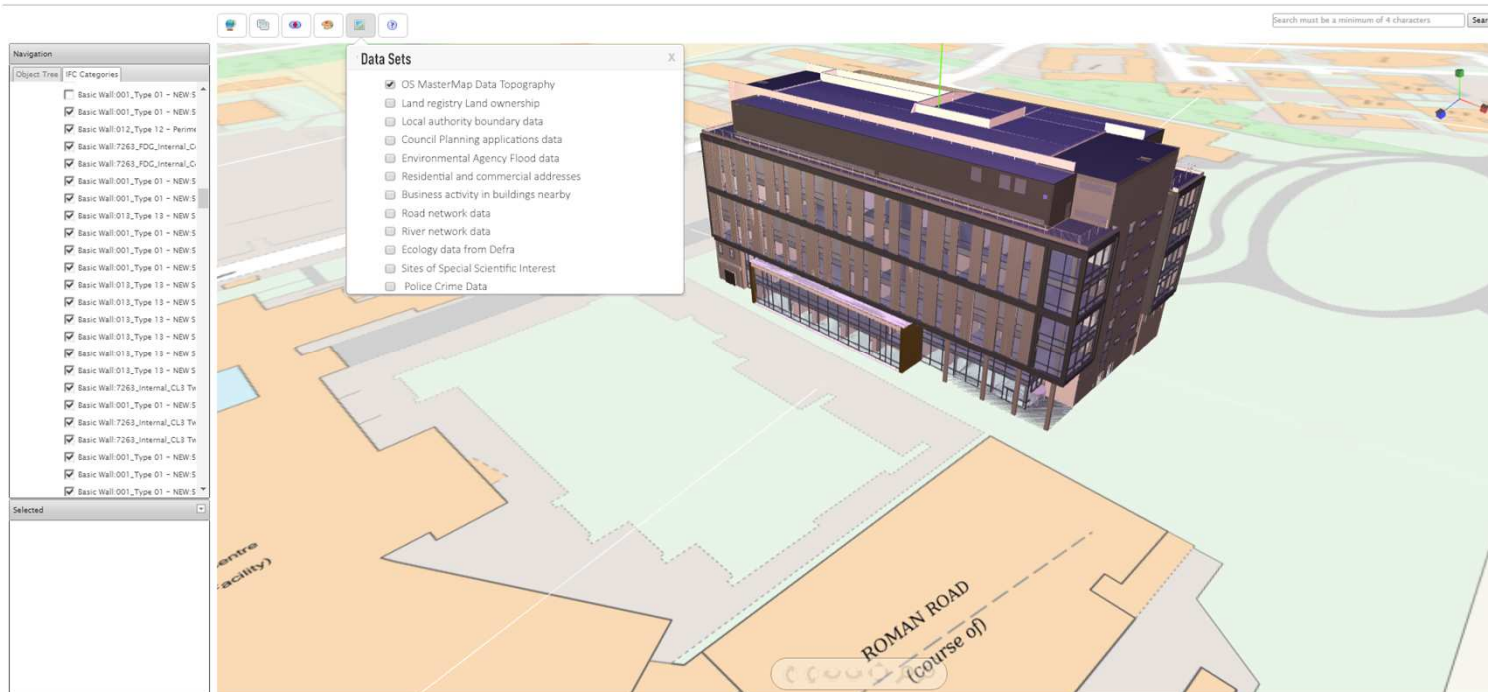 Search must be a minimum of 4 characters
Navigation
Object Tree
IFC Categories
Basic Wall:001_Type 01 - NEW:S
Basic Wall:001_Type 01 - NEW:S
Basic Wall:012_Type 12 - Perime
Basic Wall:7263_FDG_Internal_C
Basic Wall:7263_FDG_Internal_C
Basic Wall:001_Type 01 - NEW:S
Basic Wall:001_Type 01 - NEW:S
Basic Wall:013_Type 13 - NEW S
Basic Wall:001_Type 01 - NEW:S
Basic Wall:001_Type 01 - NEW:S
Basic Wall:001_Type 01 - NEW:S
Basic Wall:013_Type 13 - NEW S
Basic Wall:013_Type 13 - NEW S
Basic Wall:013_Type 13 - NEW S
Basic Wall:013_Type 13 - NEW S
Basic Wall:013_Type 13 - NEW S
Basic Wall:013_Type 13 - NEW S
Basic Wall:7263_Internal_CL3 Tw
Basic Wall:001_Type 01 - NEW:S
Basic Wall:7263_Internal_CL3 Tw
Basic Wall:7263_Internal_CL3 Tw
Basic Wall:001_Type 01 - NEW:S
Basic Wall:001_Type 01 - NEW:S
Basic Wall:001_Type 01 - NEW:S
Selected
Data Sets
X
OS MasterMap Data Topography
Land registry Land ownership
Local authority boundary data
Council Planning applications data
Environmental Agency Flood data
Residential and commercial addresses
Business activity in buildings nearby
Road network data
River network data
Ecology data from Defra
Sites of Special Scientific Interest
Police Crime Data
entre
acility)
ROMAN ROAD
(course of)